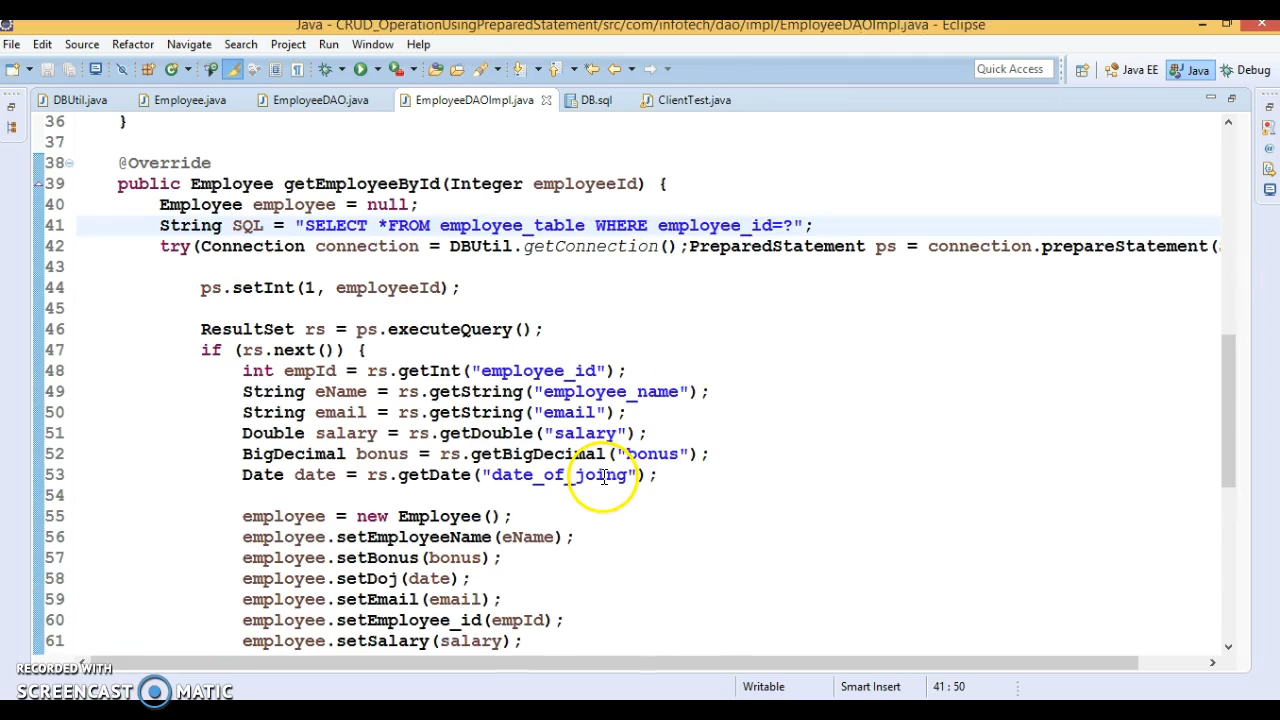 Java - CRUD_OperationUsingPreparedStatement/src/com/infotech/dao/impl/EmployeeDAOImpl.java - Eclipse
File Edit Source Refactor Navigate Search Project Run Window Help
Quick Access Java EE Java Debug
DBUtil.java Employee.java EmployeeDAO.java EmployeeDAOImpl.java DB.sql ClientTest.java
36 }
37
38 @Override
39 public Employee getEmployeeById(Integer employeeId) {
40 Employee employee = null;
41 String SQL = "SELECT *FROM employee_table WHERE employee_id=?";
42 try(Connection connection = DBUtil.getConnection();PreparedStatement ps = connection.prepareStatement(
43
44 ps.setInt(1, employeeId);
45
46 ResultSet rs = ps.executeQuery();
47 if (rs.next()) {
48 int empId = rs.getInt("employee_id");
49 String eName = rs.getString("employee_name");
50 String email = rs.getString("email");
51 Double salary = rs.getDouble("salary");
52 BigDecimal bonus = rs.getBigDecimal("bonus");
53 Date date = rs.getDate("date_of_joing");
54
55 employee = new Employee();
56 employee.setEmployeeName(eName);
57 employee.setBonus(bonus);
58 employee.setDoj(date);
59 employee.setEmail(email);
60 employee.setEmployee_id(empId);
61 employee.setSalary(salary);
RECORDED WITH
SCREENCAST MATIC
Writable Smart Insert 41 : 50